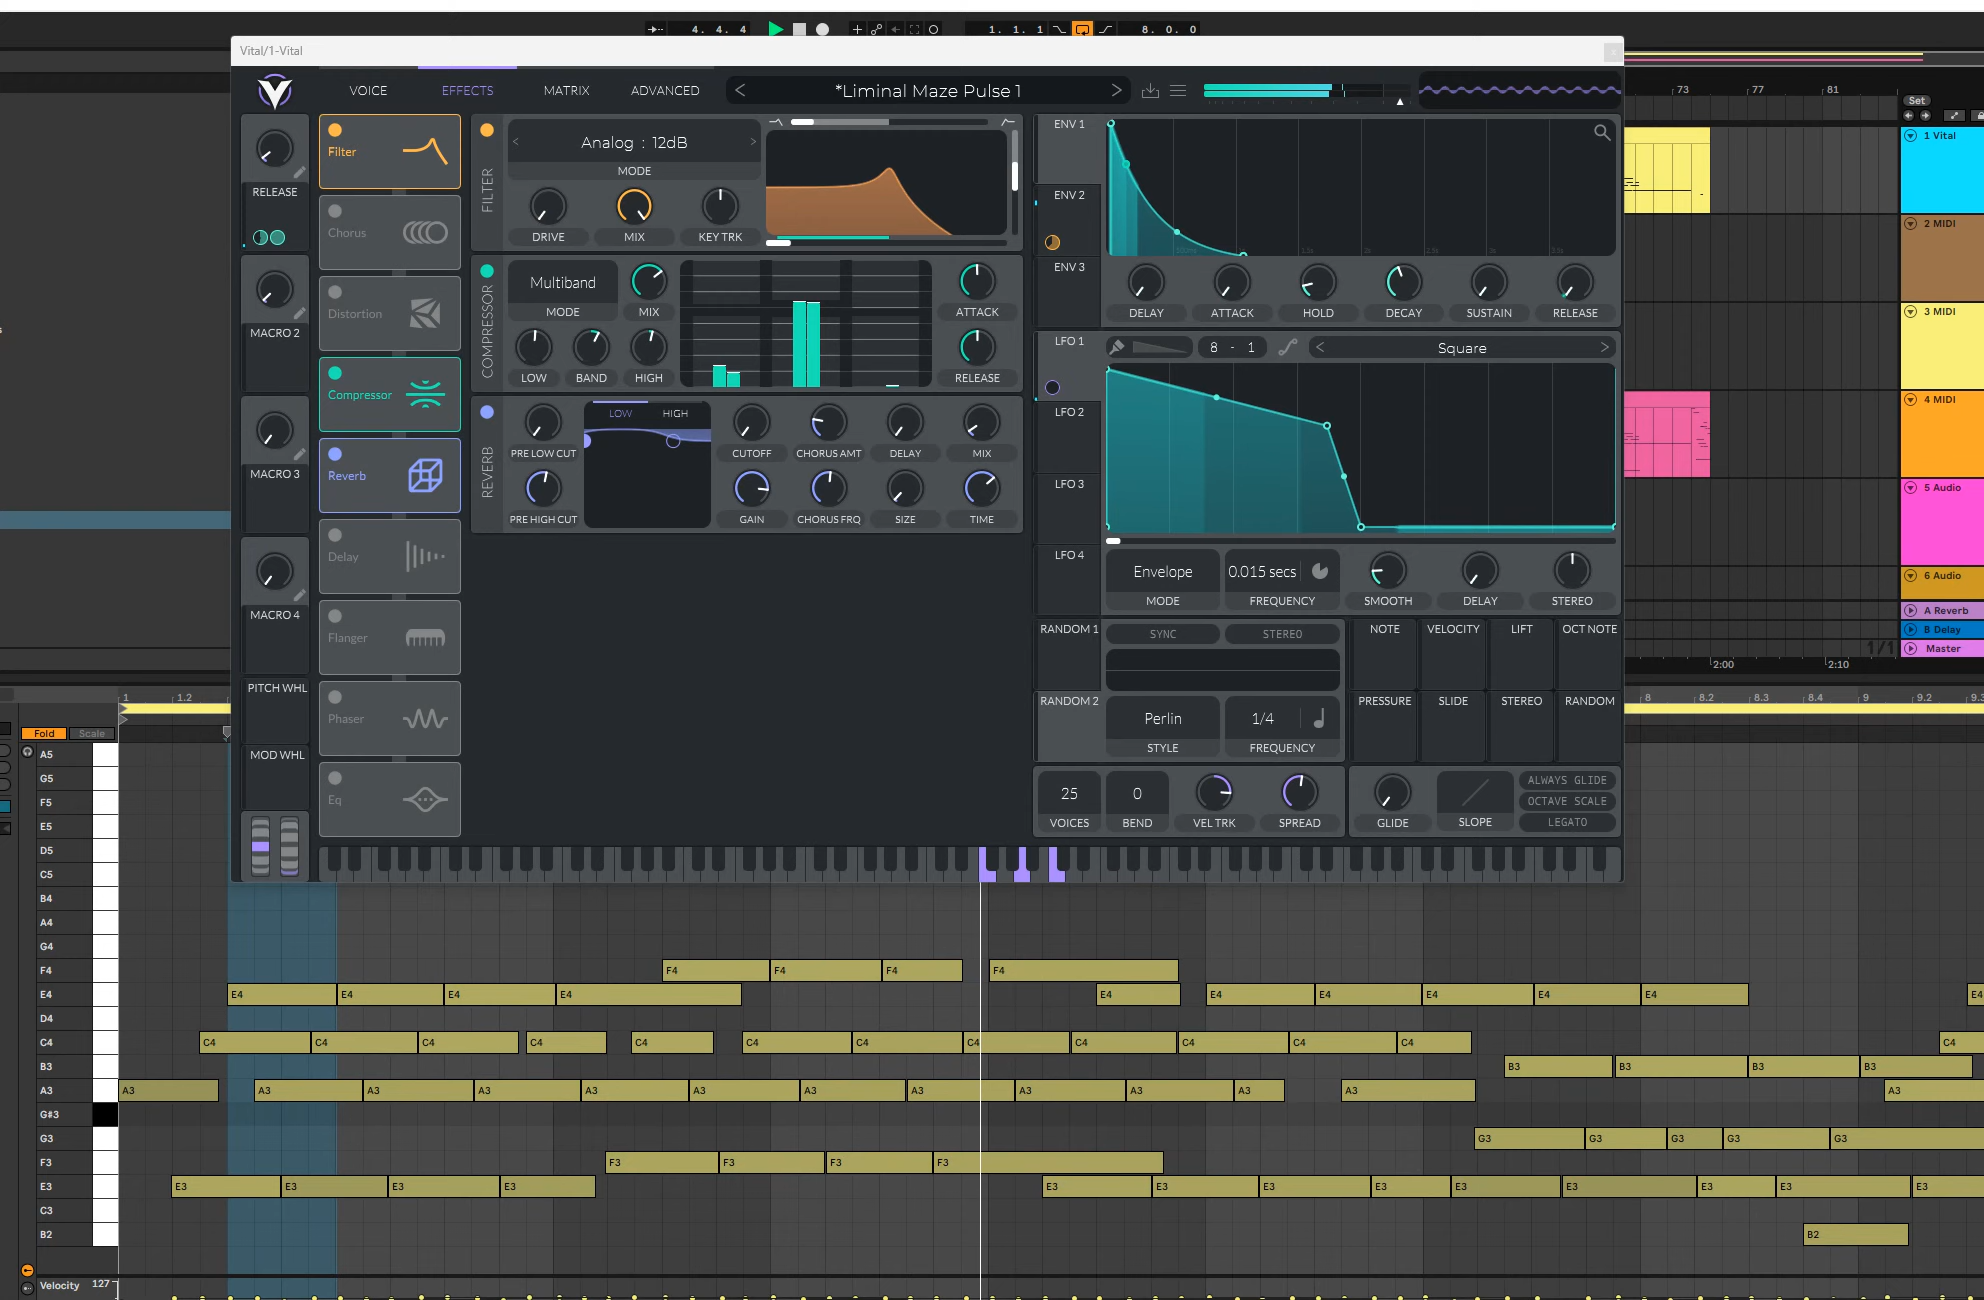 4. 4. 4
1. 1. 1
8. 0. 0
Vital/1-Vital
VOICE
EFFECTS
MATRIX
ADVANCED
*Liminal Maze Pulse 1
73
77
81
Set
RELEASE
MACRO 2
MACRO 3
MACRO 4
PITCH WHL
MOD WHL
Filter
Chorus
Distortion
Compressor
Reverb
Delay
Flanger
Phaser
Eq
FILTER
Analog : 12dB
MODE
DRIVE
MIX
KEY TRK
COMPRESSOR
Multiband
MODE
MIX
LOW
BAND
HIGH
ATTACK
RELEASE
REVERB
PRE LOW CUT
PRE HIGH CUT
LOW
HIGH
CUTOFF
CHORUS AMT
DELAY
MIX
GAIN
CHORUS FRQ
SIZE
TIME
ENV 1
ENV 2
ENV 3
DELAY
ATTACK
HOLD
DECAY
SUSTAIN
RELEASE
LFO 1
LFO 2
LFO 3
LFO 4
8 - 1
Square
Envelope
MODE
0.015 secs
FREQUENCY
SMOOTH
DELAY
STEREO
RANDOM 1
RANDOM 2
SYNC
STEREO
Perlin
STYLE
1/4
FREQUENCY
NOTE
VELOCITY
LIFT
OCT NOTE
PRESSURE
SLIDE
STEREO
RANDOM
25
VOICES
0
BEND
VEL TRK
SPREAD
GLIDE
SLOPE
ALWAYS GLIDE
OCTAVE SCALE
LEGATO
1 Vital
2 MIDI
3 MIDI
4 MIDI
5 Audio
6 Audio
A Reverb
B Delay
Master
1/1
2:00
2:10
1
1.2
8
8.2
8.3
8.4
9
9.2
9.3
Fold
Scale
A5
G5
F5
E5
D5
C5
B4
A4
G4
F4
F4 F4 F4 F4
E4
E4 E4 E4 E4 E4 E4 E4 E4 E4 E4 E4
D4
C4
C4 C4 C4 C4 C4 C4 C4 C4 C4 C4 C4 C4 C4
B3
B3 B3 B3 B3
A3
A3 A3 A3 A3 A3 A3 A3 A3 A3 A3 A3 A3 A3
G#3
G3
G3 G3 G3 G3 G3
F3
F3 F3 F3 F3
E3
E3 E3 E3 E3 E3 E3 E3 E3 E3 E3 E3 E3 E3
C3
B2
B2
Velocity 127